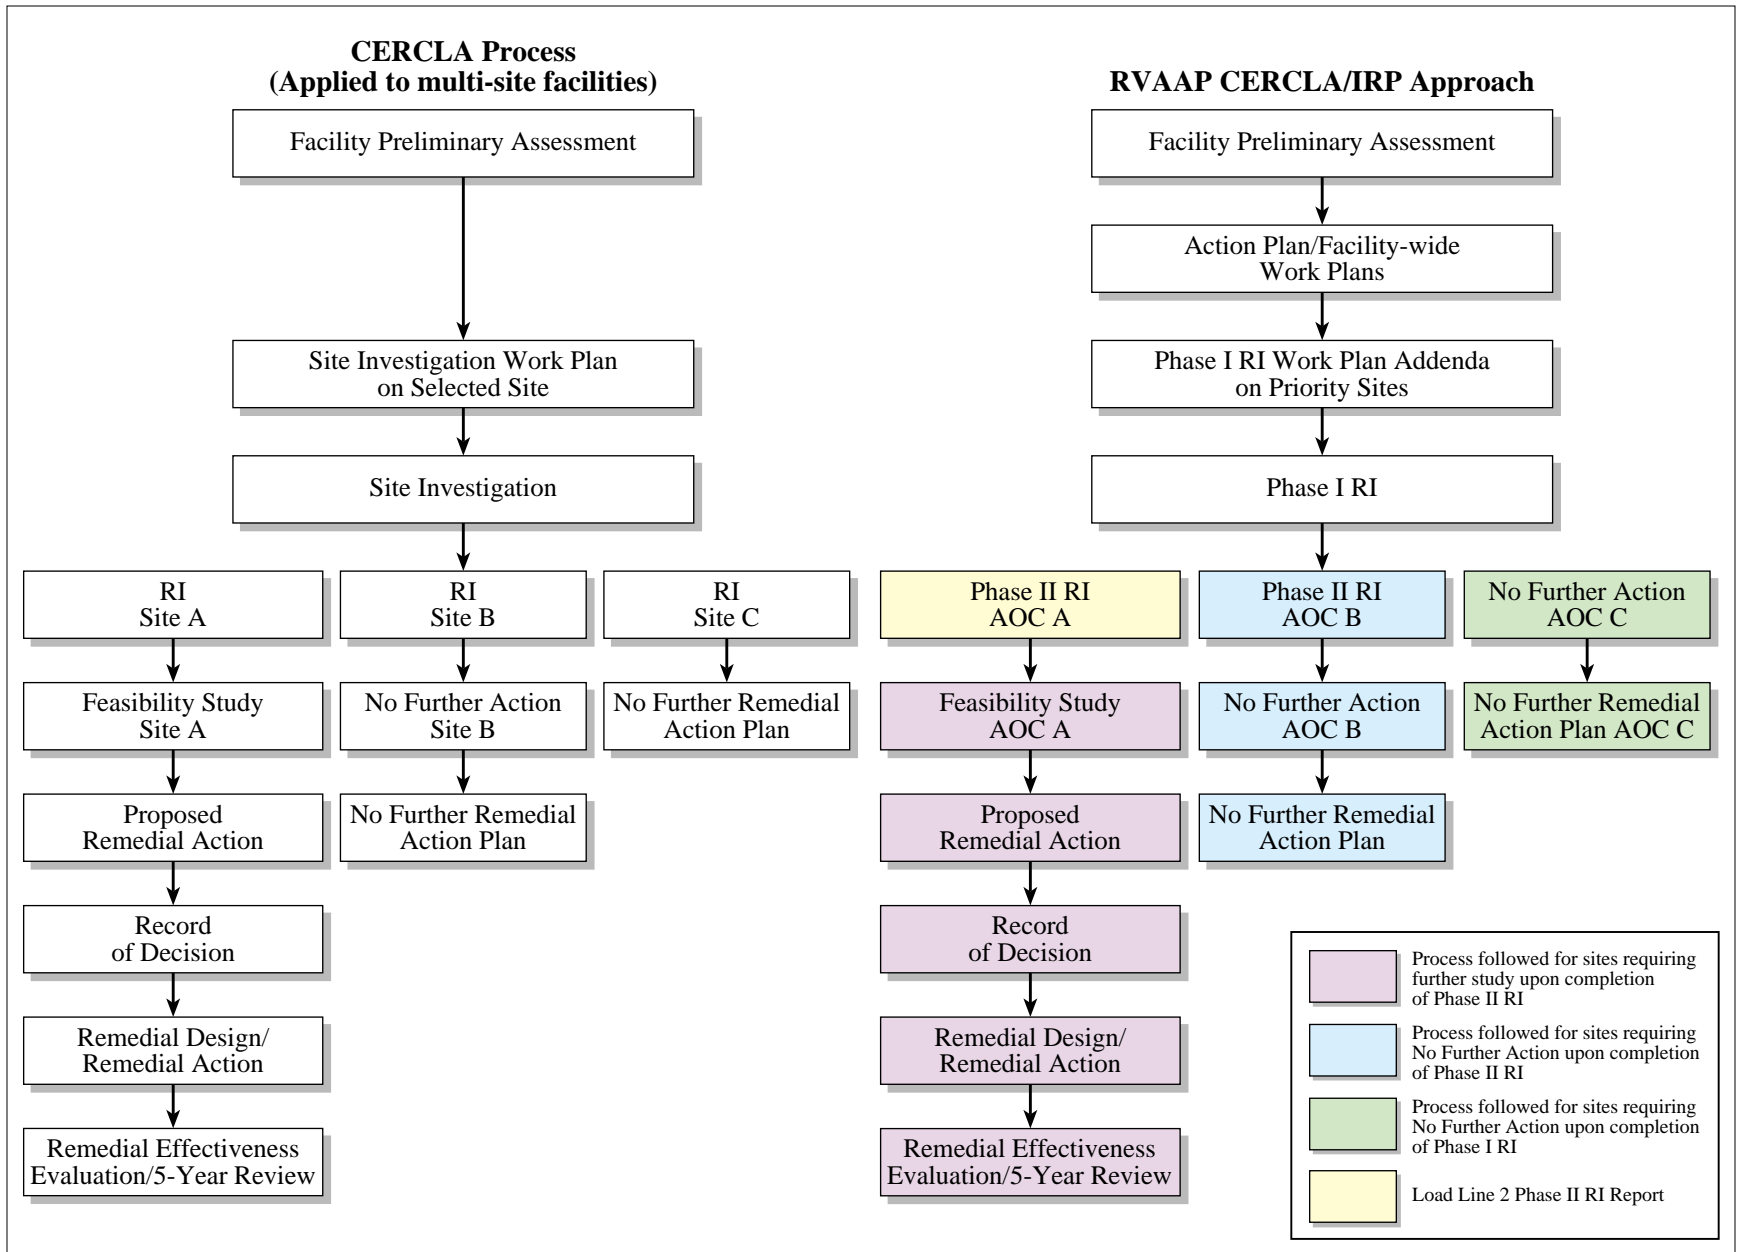 CERCLA Process
(Applied to multi-site facilities)
Facility Preliminary Assessment
Site Investigation Work Plan
on Selected Site
Site Investigation
RI
Site A
Feasibility Study
Site A
Proposed
Remedial Action
Record
of Decision
Remedial Design/
Remedial Action
Remedial Effectiveness
Evaluation/5-Year Review
RI
Site B
No Further Action
Site B
No Further Remedial
Action Plan
RI
Site C
No Further Remedial
Action Plan
RVAAP CERCLA/IRP Approach
Facility Preliminary Assessment
Action Plan/Facility-wide
Work Plans
Phase I RI Work Plan Addenda
on Priority Sites
Phase I RI
Phase II RI
AOC A
Feasibility Study
AOC A
Proposed
Remedial Action
Record
of Decision
Remedial Design/
Remedial Action
Remedial Effectiveness
Evaluation/5-Year Review
Phase II RI
AOC B
No Further Action
AOC B
No Further Remedial
Action Plan
No Further Action
AOC C
No Further Remedial
Action Plan AOC C
Process followed for sites requiring
further study upon completion
of Phase II RI
Process followed for sites requiring
No Further Action upon completion
of Phase II RI
Process followed for sites requiring
No Further Action upon completion
of Phase I RI
Load Line 2 Phase II RI Report